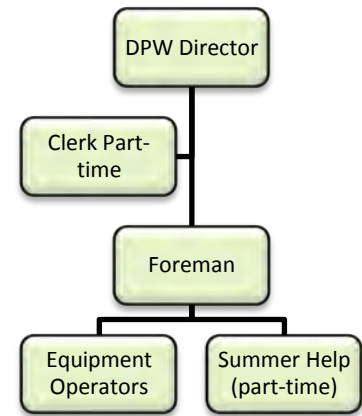 DPW Director
Clerk Part-
time
Foreman
Equipment
Operators
Summer Help
(part-time)